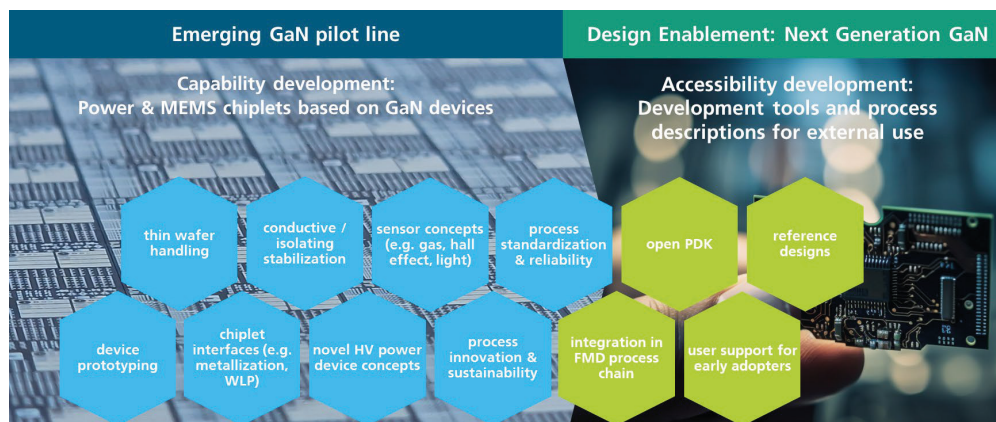 Emerging GaN pilot line
Design Enablement: Next Generation GaN
Capability development:
Power & MEMS chiplets based on GaN devices
Accessibility development:
Development tools and process
descriptions for external use
thin wafer
handling
conductive /
isolating
stabilization
sensor concepts
(e.g. gas, hall
effect, light)
process
standardization
& reliability
open PDK
reference
designs
device
prototyping
chiplet
interfaces (e.g.
metallization,
WLP)
novel HV power
device concepts
process
innovation &
sustainability
integration in
FMD process
chain
user support for
early adopters